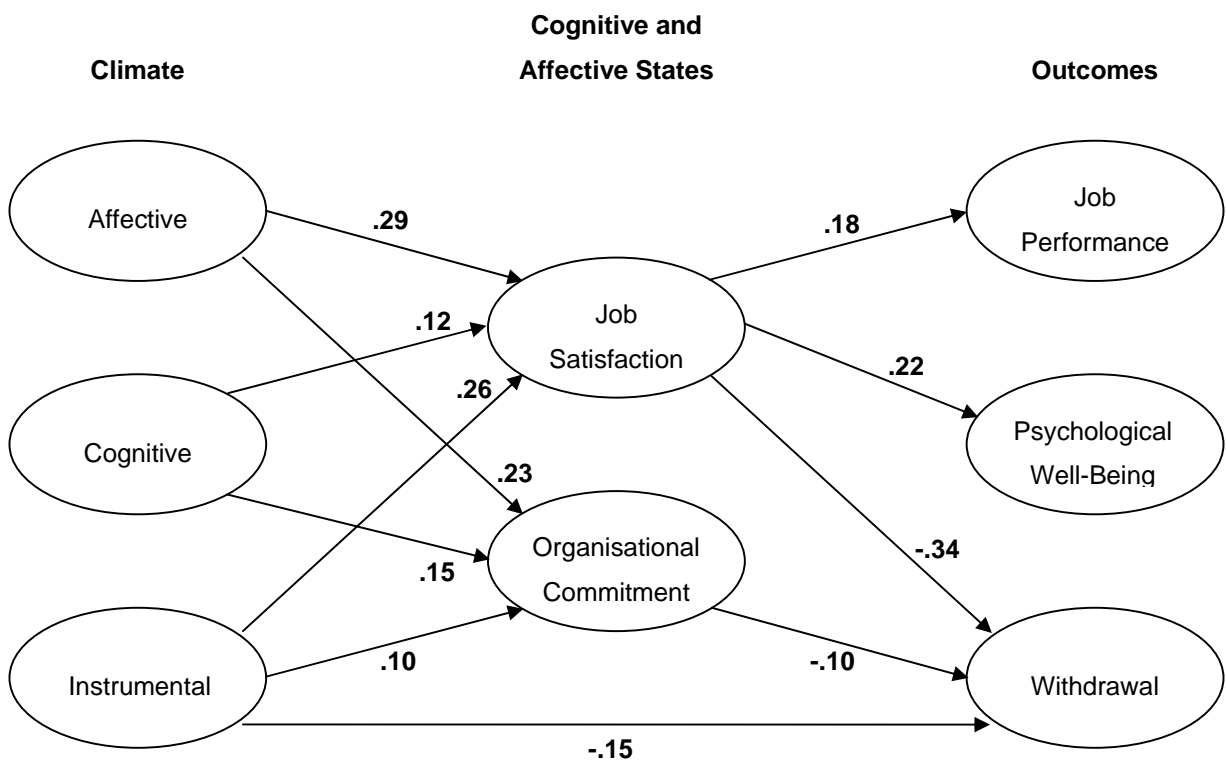 Cognitive and
Climate
Affective States
Outcomes
Affective
Job
Performance
.29
.18
Job
Satisfaction
.12
.22
.26
Cognitive
Psychological
Well-Being
.23
Organisational
Commitment
-.34
.15
Instrumental
.10
-.10
Withdrawal
-.15